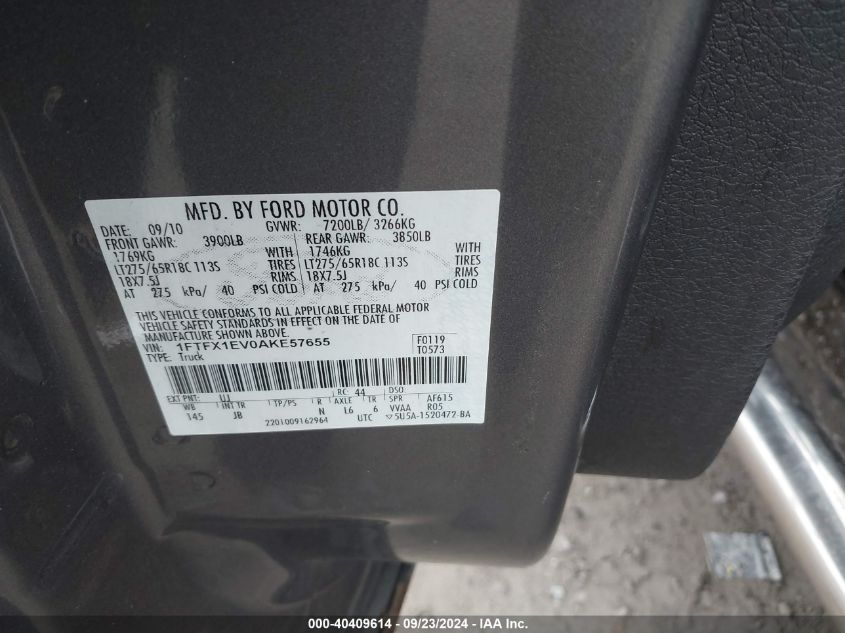 MFD. BY FORD MOTOR CO.
DATE: 09/10 GVWR: 7200LB/ 3266KG
FRONT GAWR: 3900LB REAR GAWR: 3850LB
1769KG WITH 1746KG WITH
LT275/65R18C 113S TIRES LT275/65R18C 113S TIRES
18X7.5J RIMS 18X7.5J RIMS
AT 275 kPa/ 40 PSI COLD AT 275 kPa/ 40 PSI COLD
THIS VEHICLE CONFORMS TO ALL APPLICABLE FEDERAL MOTOR
VEHICLE SAFETY STANDARDS IN EFFECT ON THE DATE OF
MANUFACTURE SHOWN ABOVE.
VIN: 1FTFX1EV0AKE57655 F0119
TYPE: Truck T0573
EXT PNT: UJ RC: 44 DSO:
WB INT TR TP/PS R AXLE TR SPR AF615
145 JB N L6 6 VVAA R05
2201009162964 UTC 5U5A-1520472-BA
000-40409614 - 09/23/2024 - IAA Inc.